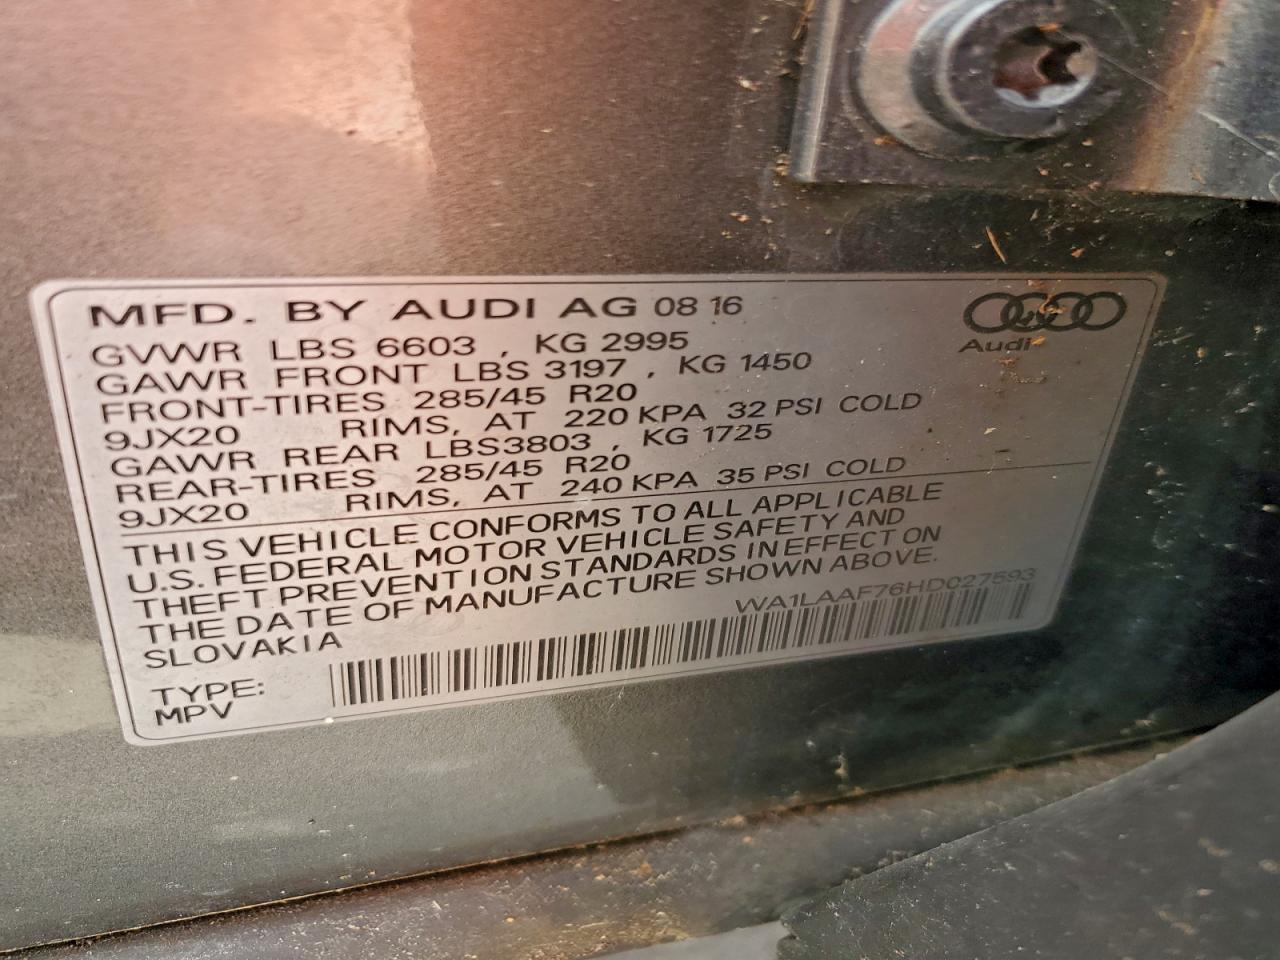 MFD. BY AUDI AG 08 16
Audi
GVWR LBS 6603 , KG 2995
GAWR FRONT LBS 3197 , KG 1450
FRONT-TIRES 285/45 R20
9JX20 RIMS, AT 220 KPA 32 PSI COLD
GAWR REAR LBS3803 , KG 1725
REAR-TIRES 285/45 R20
9JX20 RIMS, AT 240 KPA 35 PSI COLD
THIS VEHICLE CONFORMS TO ALL APPLICABLE
U.S. FEDERAL MOTOR VEHICLE SAFETY AND
THEFT PREVENTION STANDARDS IN EFFECT ON
THE DATE OF MANUFACTURE SHOWN ABOVE.
SLOVAKIA
WA1LAAF76HD027593
TYPE:
MPV